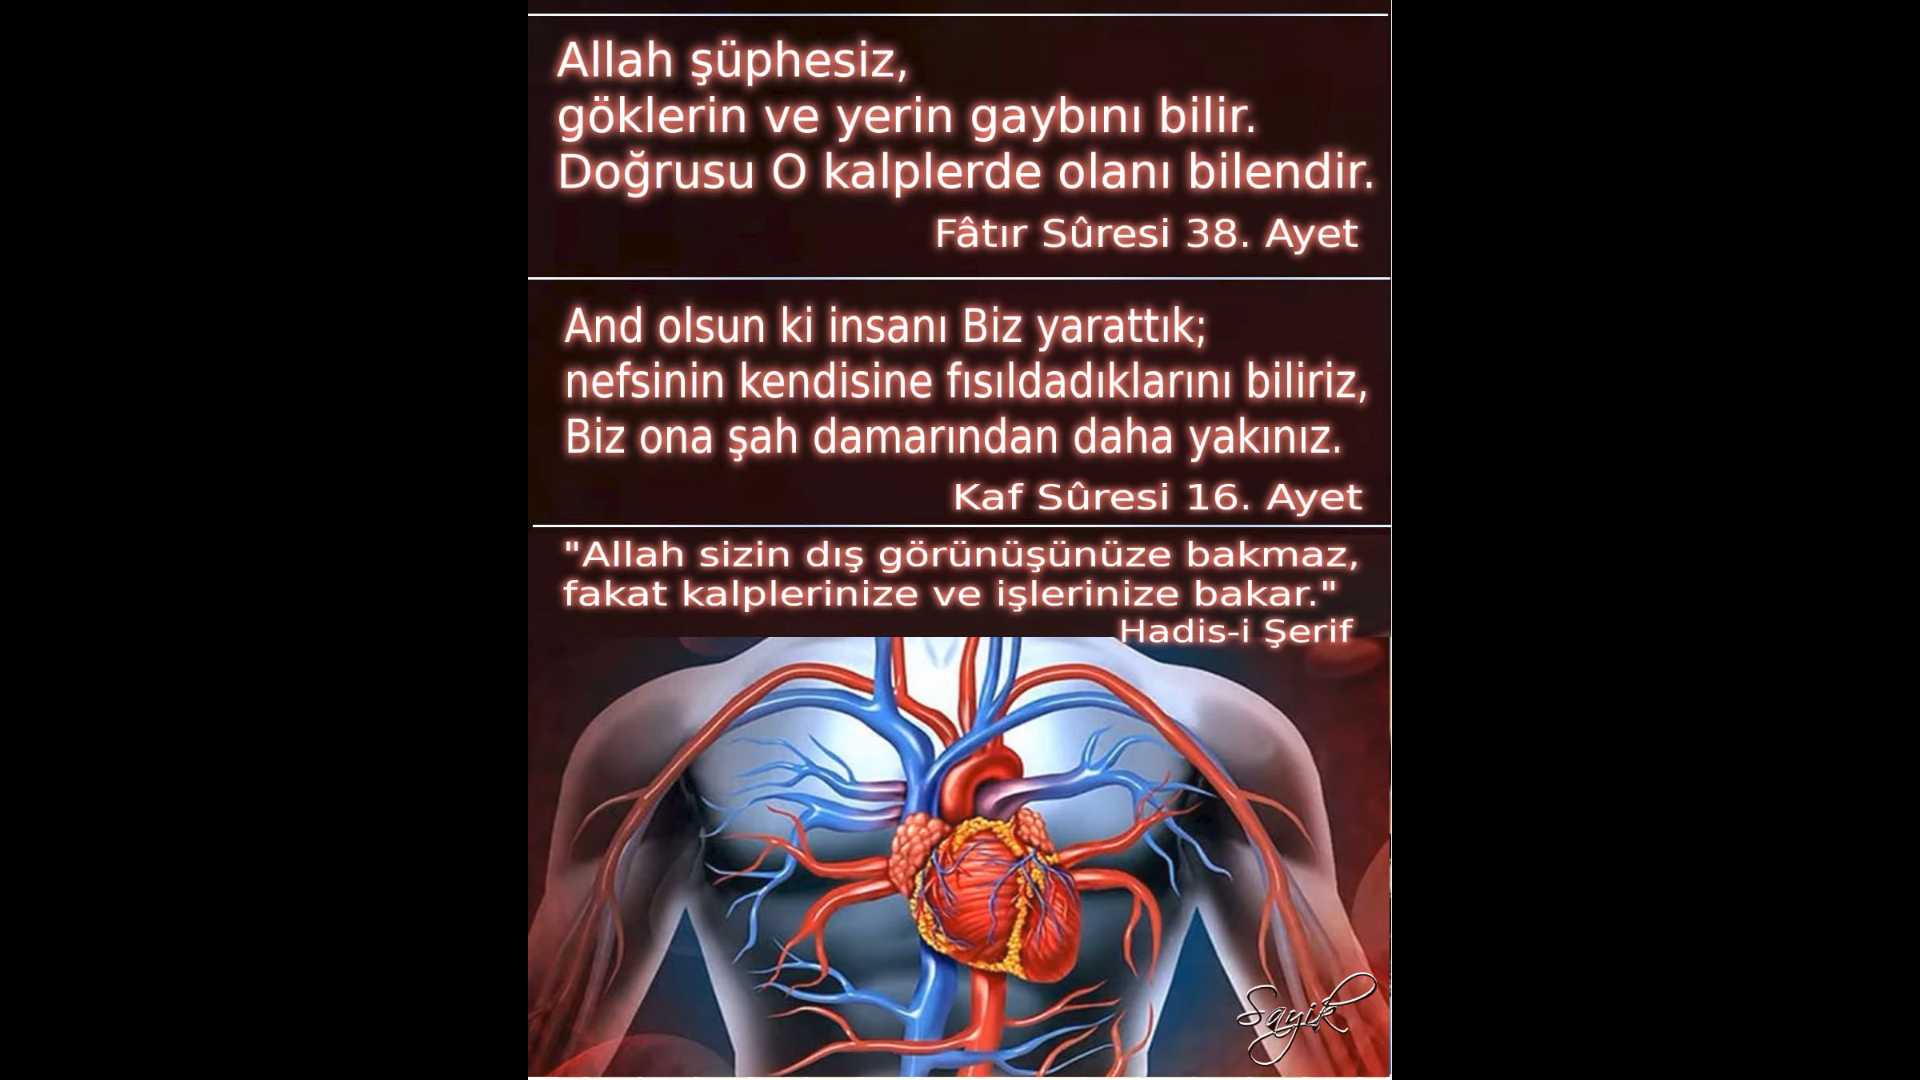 Allah şüphesiz,
göklerin ve yerin gaybını bilir.
Doğrusu O kalplerde olanı bilendir.
Fâtır Sûresi 38. Ayet
And olsun ki insanı Biz yarattık;
nefsinin kendisine fısıldadıklarını biliriz,
Biz ona şah damarından daha yakınız.
Kaf Sûresi 16. Ayet
"Allah sizin dış görünüşünüze bakmaz,
fakat kalplerinize ve işlerinize bakar."
Hadis-i Şerif
Sayik